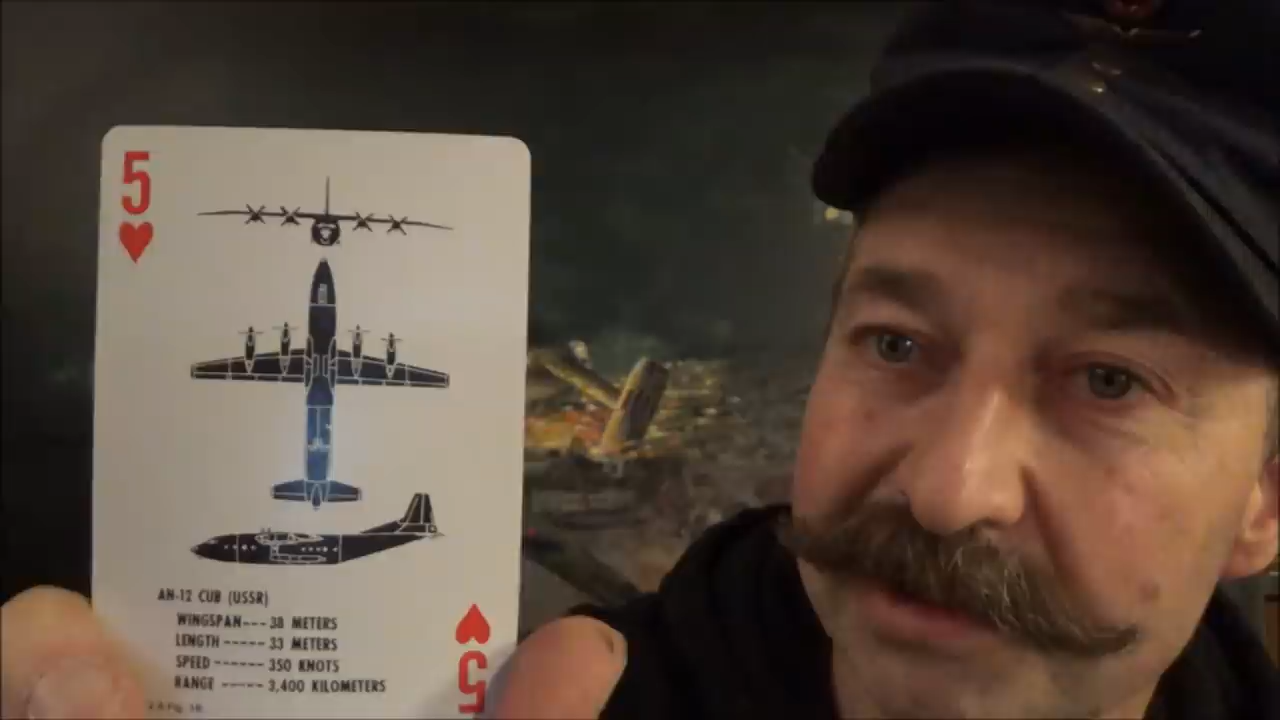 5
AN-12 CUB (USSR)
WINGSPAN--- 38 METERS
LENGTH ----- 33 METERS
SPEED ------ 350 KNOTS
RANGE ----- 3,400 KILOMETERS
5